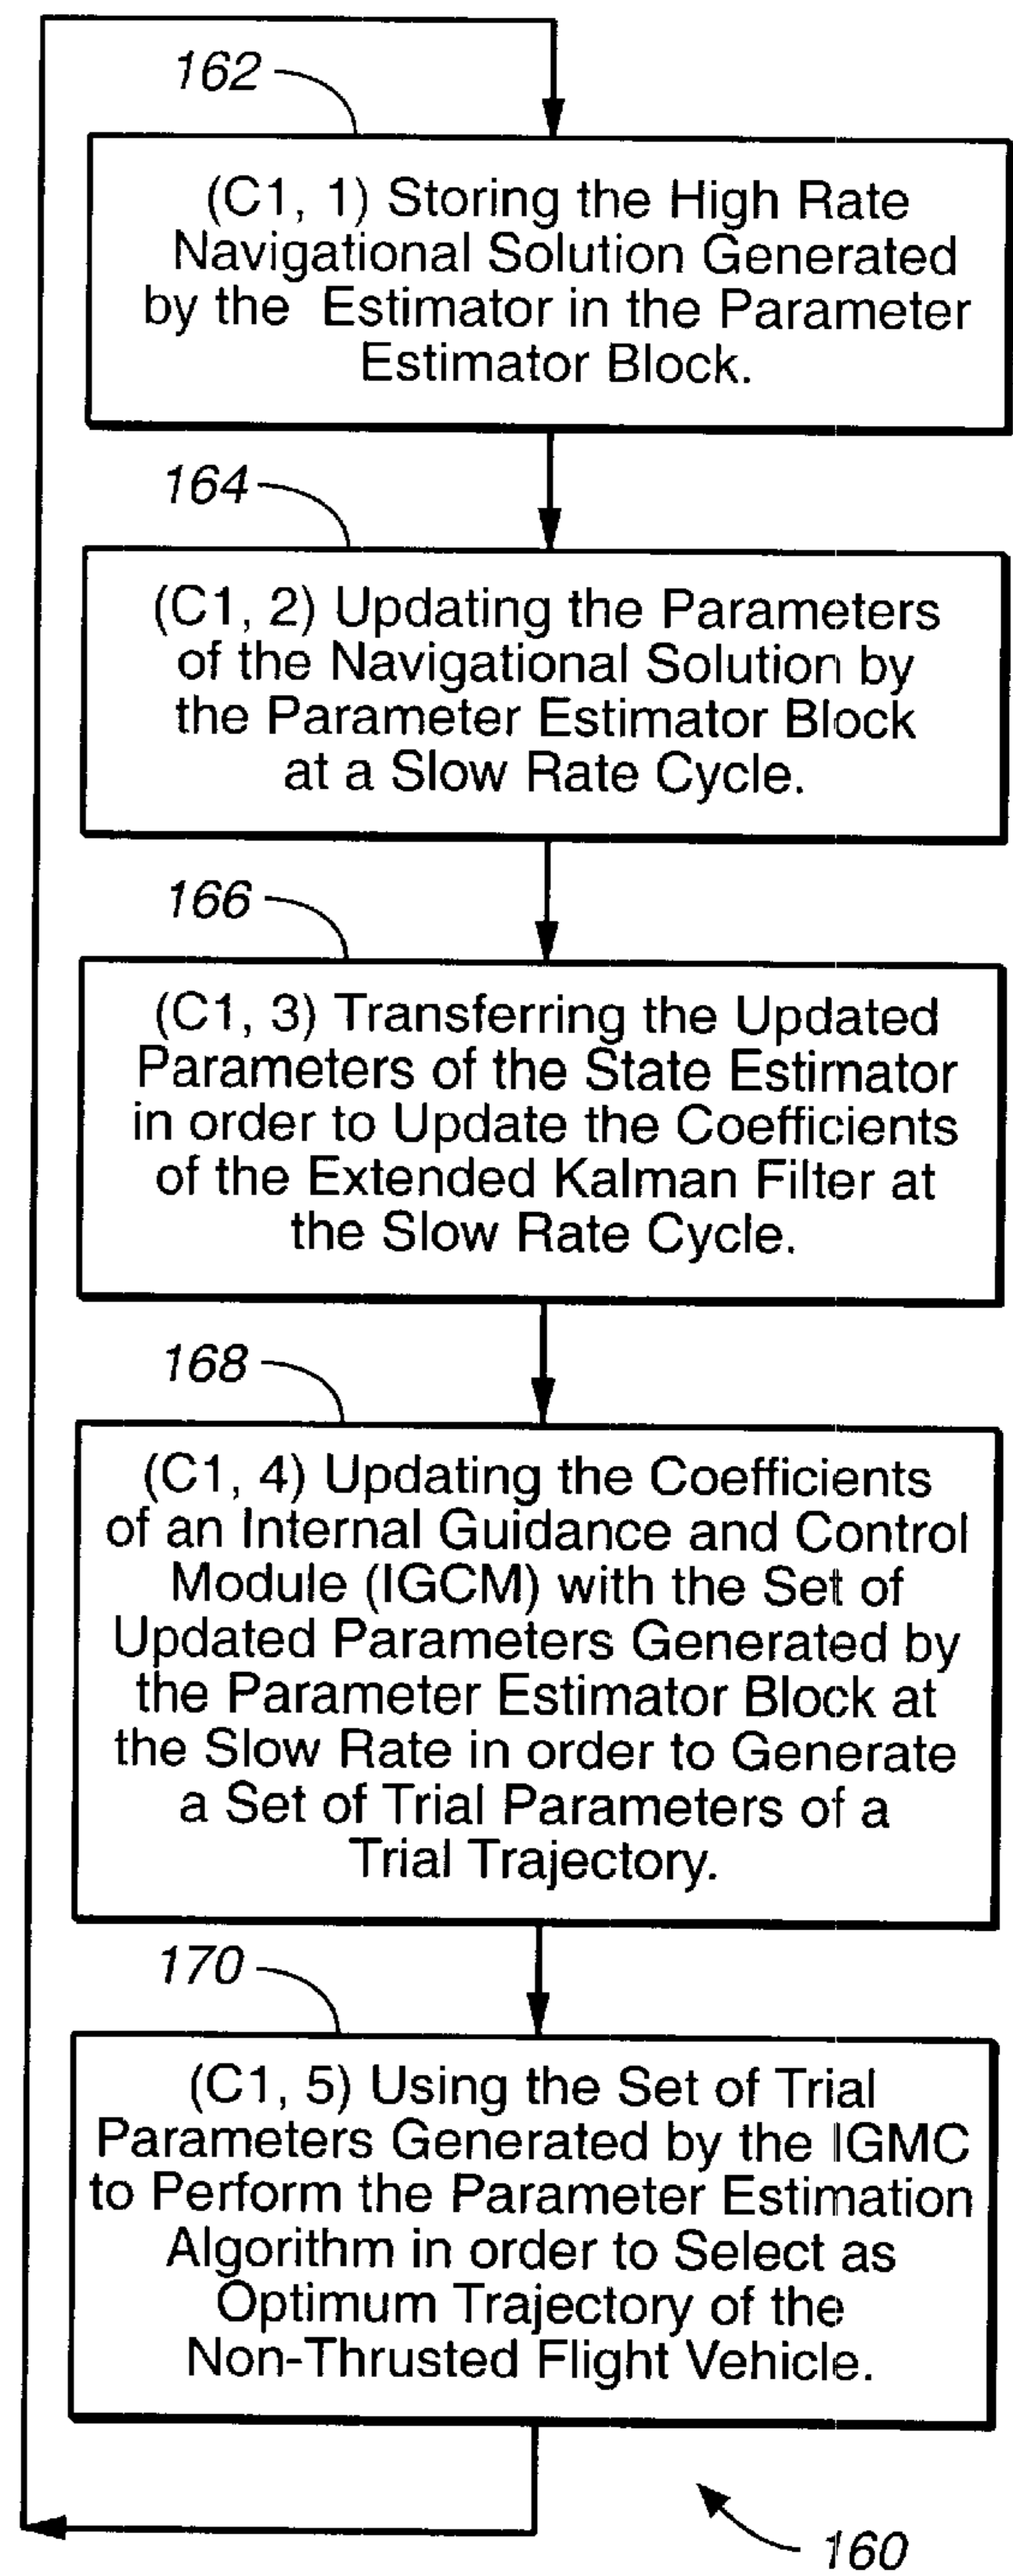 162
(C1, 1) Storing the High Rate
Navigational Solution Generated
by the Estimator in the Parameter
Estimator Block.
164
(C1, 2) Updating the Parameters
of the Navigational Solution by
the Parameter Estimator Block
at a Slow Rate Cycle.
166
(C1, 3) Transferring the Updated
Parameters of the State Estimator
in order to Update the Coefficients
of the Extended Kalman Filter at
the Slow Rate Cycle.
168
(C1, 4) Updating the Coefficients
of an Internal Guidance and Control
Module (IGCM) with the Set of
Updated Parameters Generated by
the Parameter Estimator Block at
the Slow Rate in order to Generate
a Set of Trial Parameters of a
Trial Trajectory.
170
(C1, 5) Using the Set of Trial
Parameters Generated by the IGMC
to Perform the Parameter Estimation
Algorithm in order to Select as
Optimum Trajectory of the
Non-Thrusted Flight Vehicle.
160